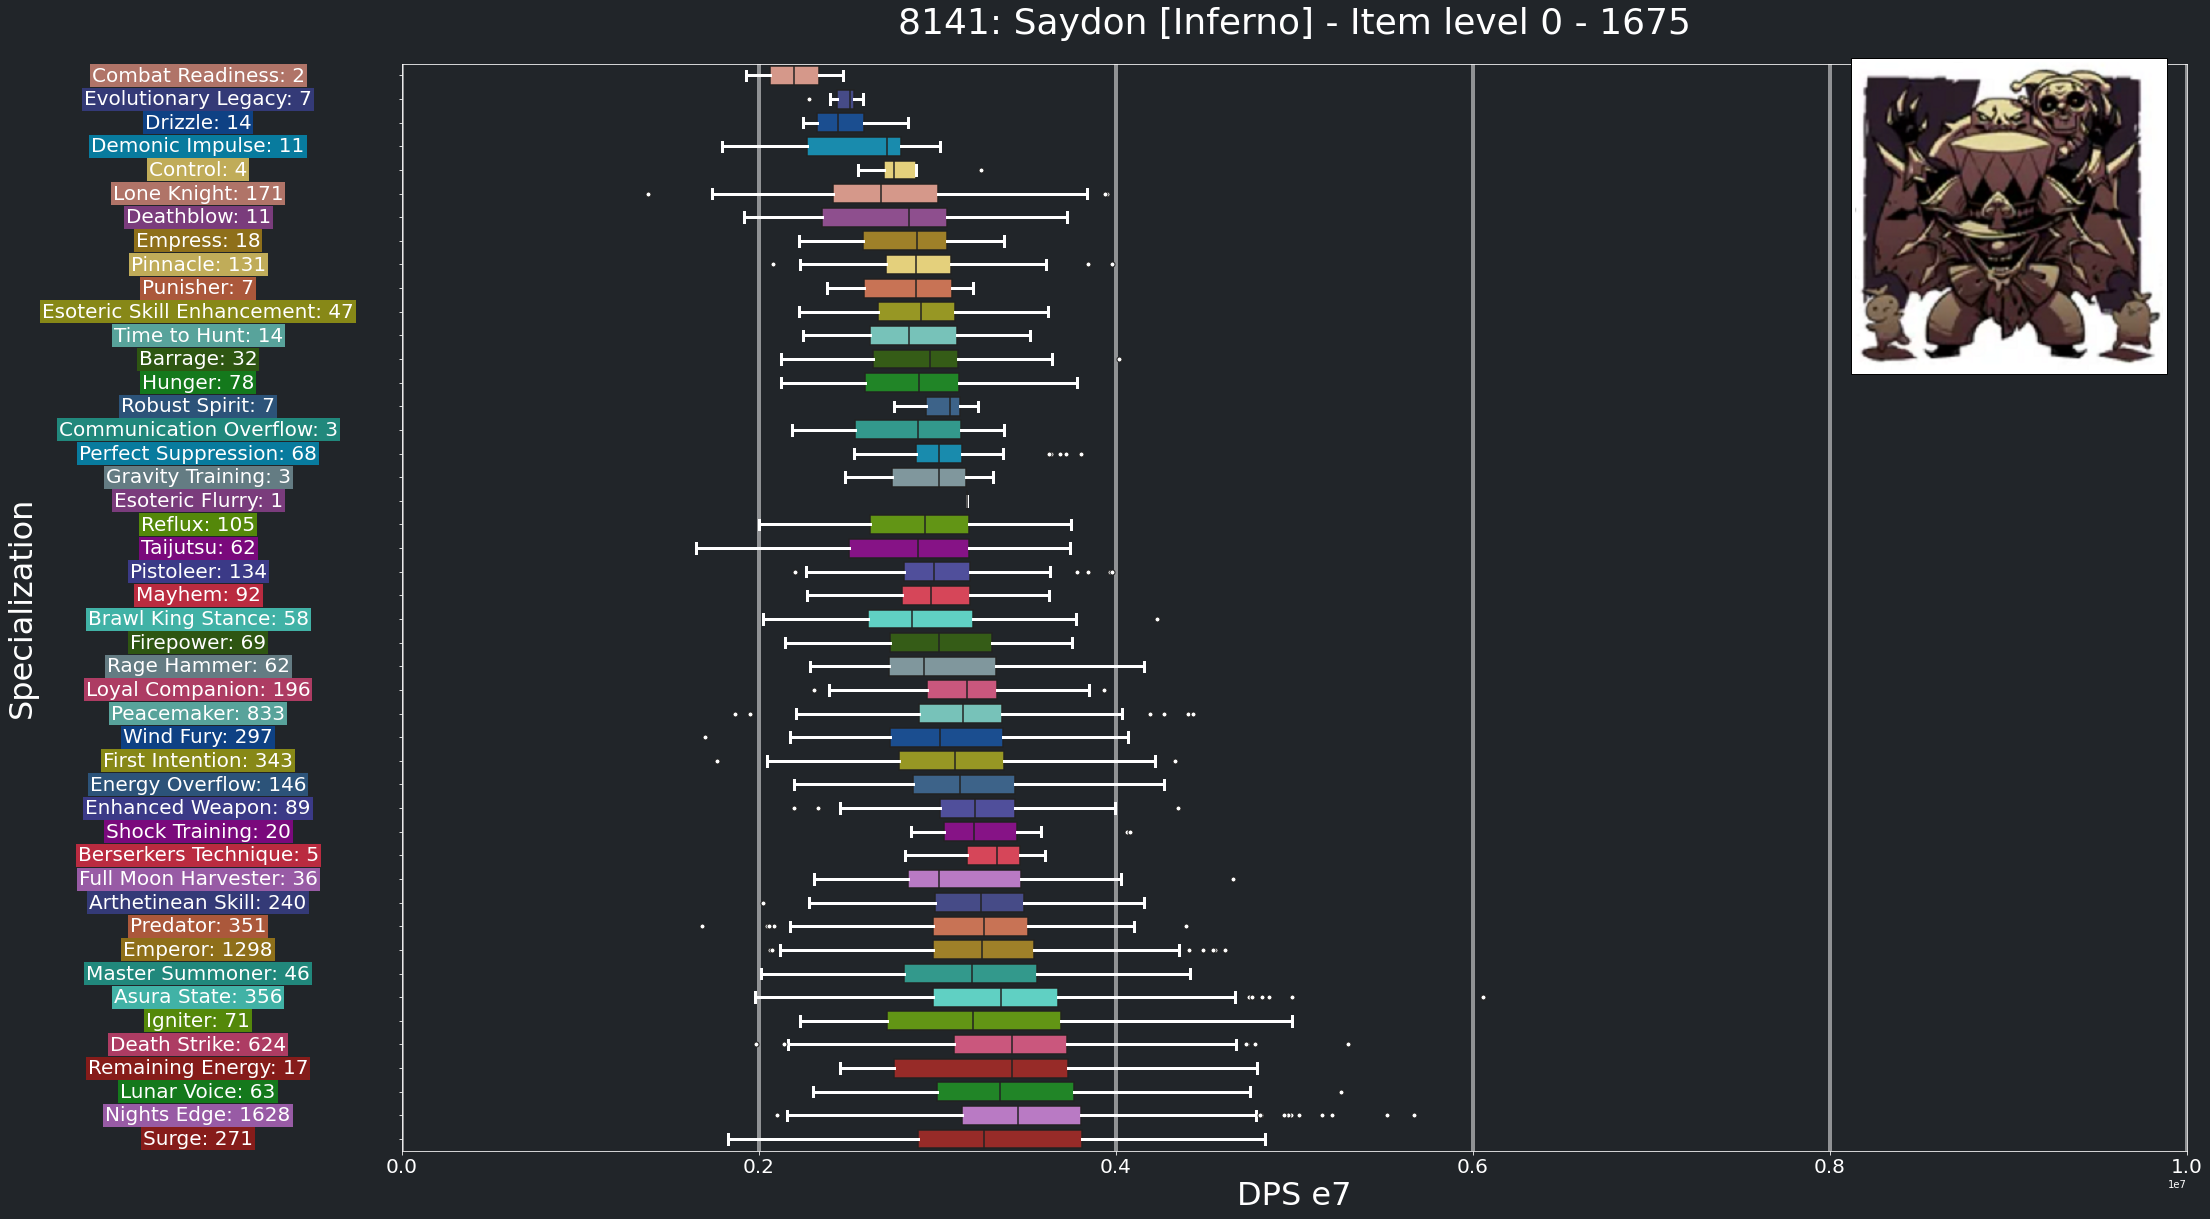 8141: Saydon [Inferno] - Item level 0 - 1675
Combat Readiness: 2
Evolutionary Legacy: 7
Drizzle: 14
Demonic Impulse: 11
Control: 4
Lone Knight: 171
Deathblow: 11
Empress: 18
Pinnacle: 131
Punisher: 7
Esoteric Skill Enhancement: 47
Time to Hunt: 14
Barrage: 32
Hunger: 78
Robust Spirit: 7
Communication Overflow: 3
Perfect Suppression: 68
Gravity Training: 3
Esoteric Flurry: 1
Reflux: 105
Taijutsu: 62
Pistoleer: 134
Mayhem: 92
Brawl King Stance: 58
Firepower: 69
Rage Hammer: 62
Loyal Companion: 196
Peacemaker: 833
Wind Fury: 297
First Intention: 343
Energy Overflow: 146
Enhanced Weapon: 89
Shock Training: 20
Berserkers Technique: 5
Full Moon Harvester: 36
Arthetinean Skill: 240
Predator: 351
Emperor: 1298
Master Summoner: 46
Asura State: 356
Igniter: 71
Death Strike: 624
Remaining Energy: 17
Lunar Voice: 63
Nights Edge: 1628
Surge: 271
Specialization
0.0 0.2 0.4 0.6 0.8 1.0
1e7
DPS e7